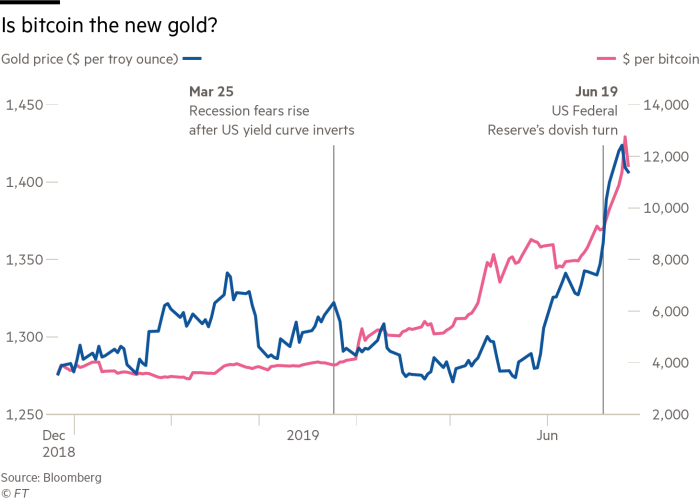 Is bitcoin the new gold?
Gold price ($ per troy ounce)
$ per bitcoin
Mar 25
Recession fears rise
after US yield curve inverts
Jun 19
US Federal
Reserve's dovish turn
1,450
1,400
1,350
1,300
1,250
14,000
12,000
10,000
8,000
6,000
4,000
2,000
Dec
2018
2019
Jun
Source: Bloomberg
© FT